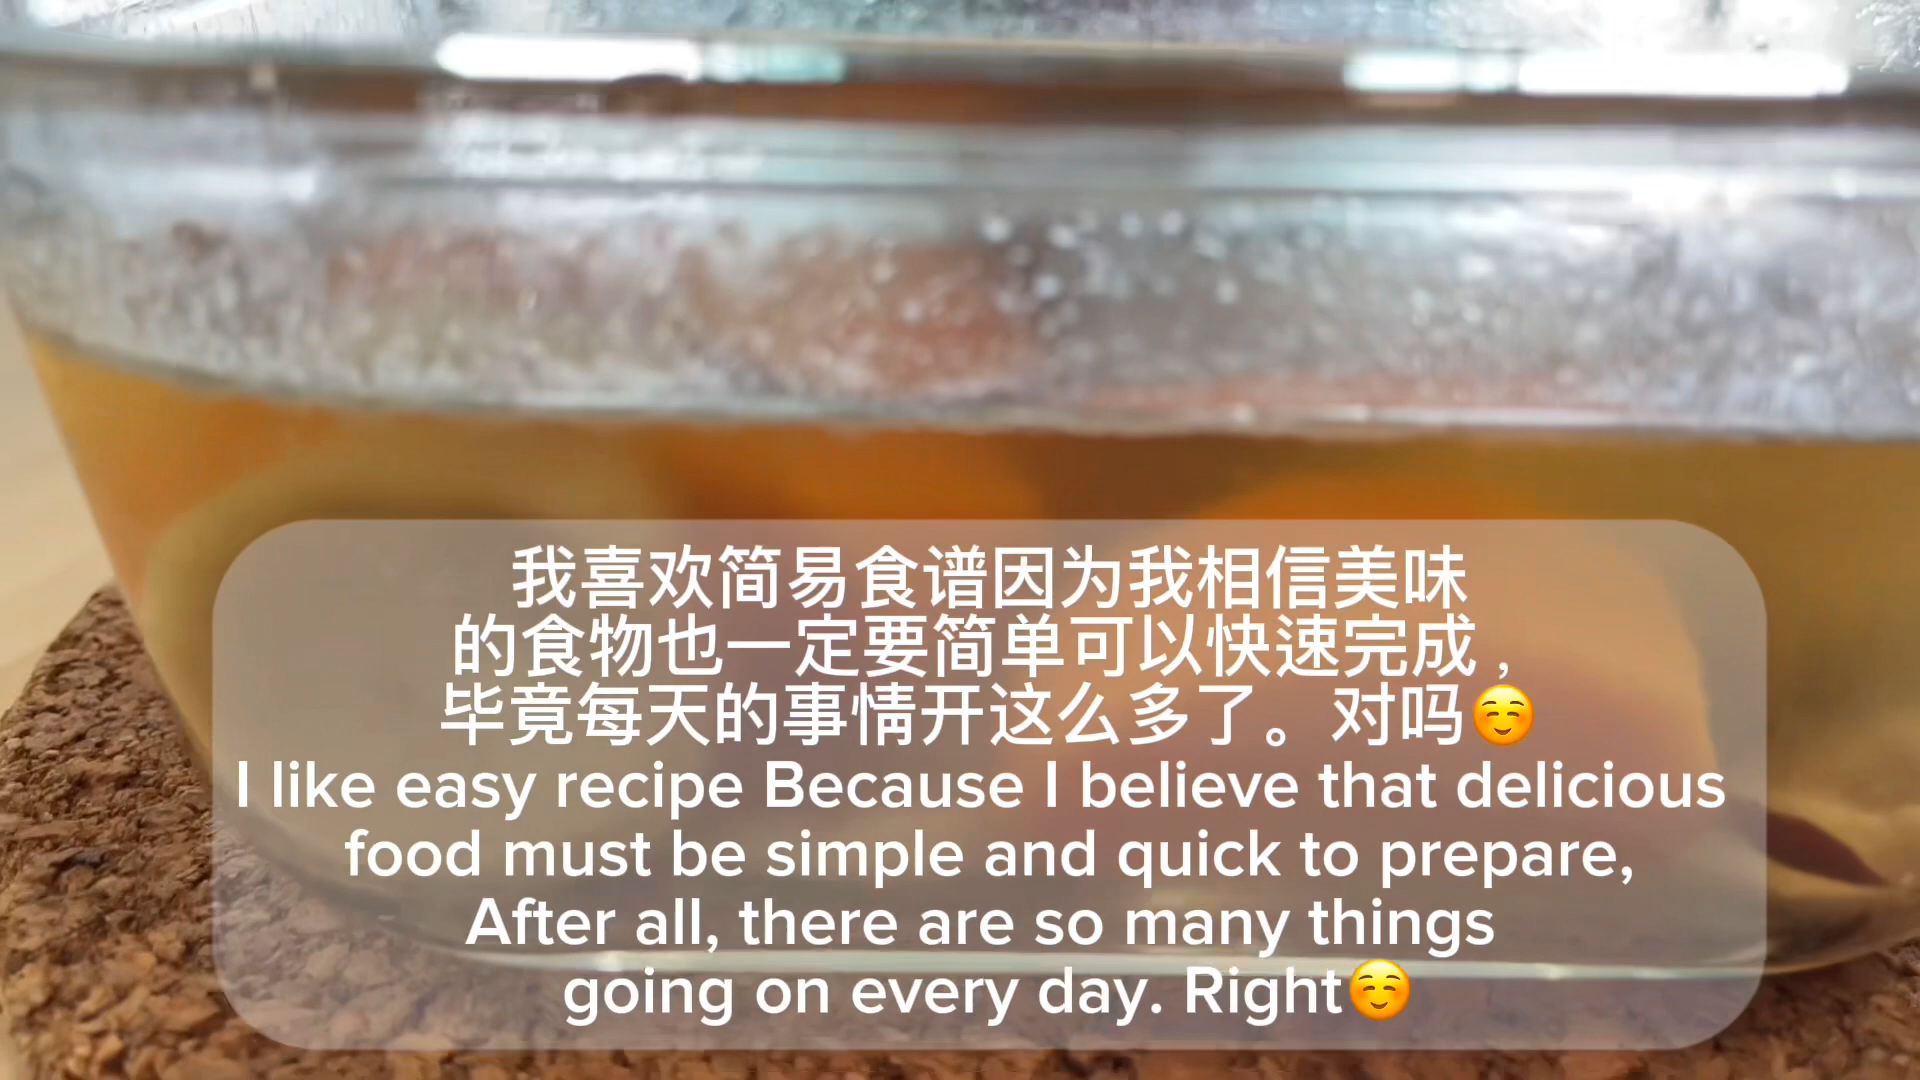 我喜欢简易食谱因为我相信美味
的食物也一定要简单可以快速完成，
毕竟每天的事情开这么多了。对吗☺️
I like easy recipe Because I believe that delicious
food must be simple and quick to prepare,
After all, there are so many things
going on every day. Right☺️